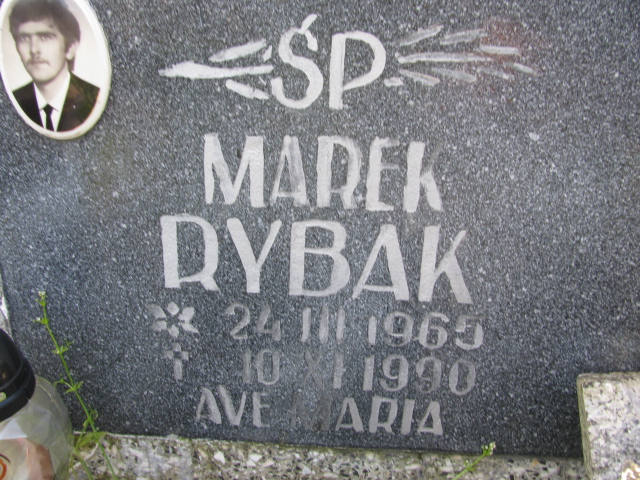 ŚP
MAREK
RYBAK
24 III 1965
10 XI 1990
AVE MARIA